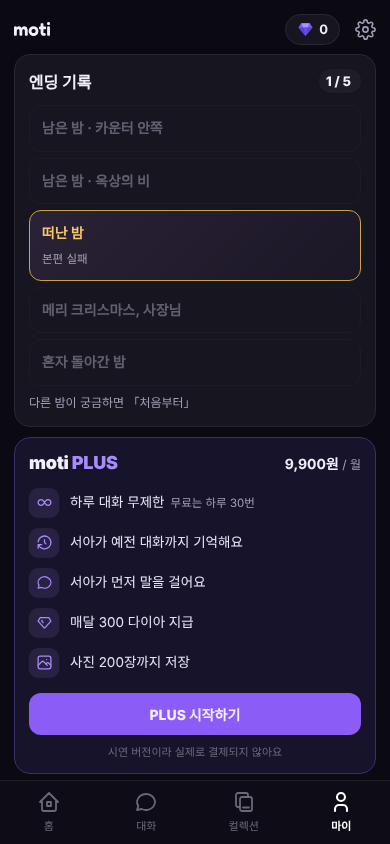 moti
0
엔딩 기록
1 / 5
남은 밤 · 카운터 안쪽
남은 밤 · 옥상의 비
떠난 밤
본편 실패
메리 크리스마스, 사장님
혼자 돌아간 밤
다른 밤이 궁금하면 「처음부터」
moti PLUS
9,900원 / 월
하루 대화 무제한 무료는 하루 30번
서아가 예전 대화까지 기억해요
서아가 먼저 말을 걸어요
매달 300 다이아 지급
사진 200장까지 저장
PLUS 시작하기
시연 버전이라 실제로 결제되지 않아요
홈
대화
컬렉션
마이